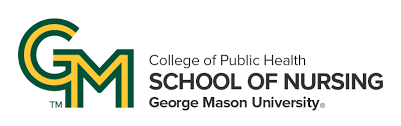 GM
TM
College of Public Health
SCHOOL OF NURSING
George Mason University®